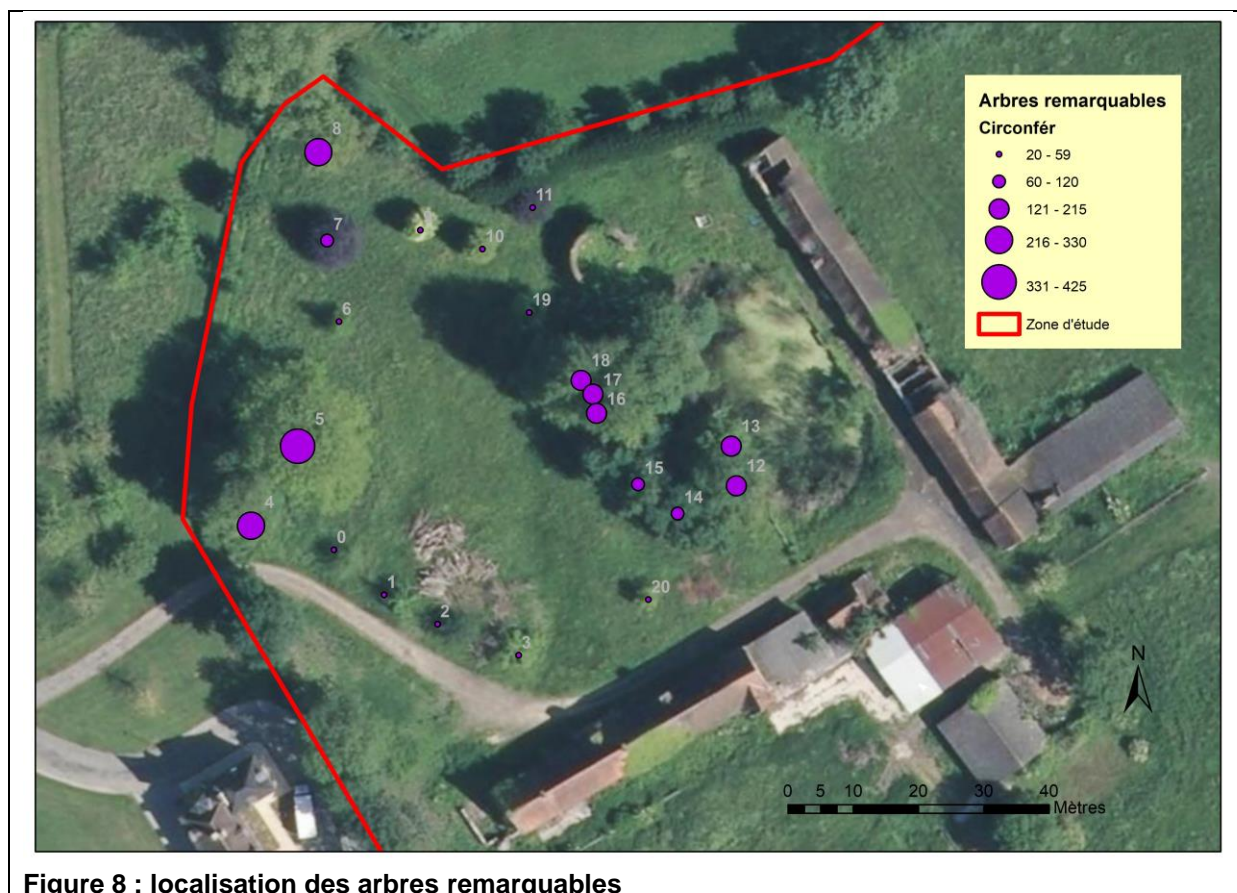 8
11
7
9
10
19
6
18
17
16
5
13
15
12
14
4
0
1
2
20
3
Arbres remarquables
Circonfér
20 - 59
60 - 120
121 - 215
216 - 330
331 - 425
Zone d'étude
N
0 5 10 20 30 40
Mètres
Figure 8 : localisation des arbres remarquables